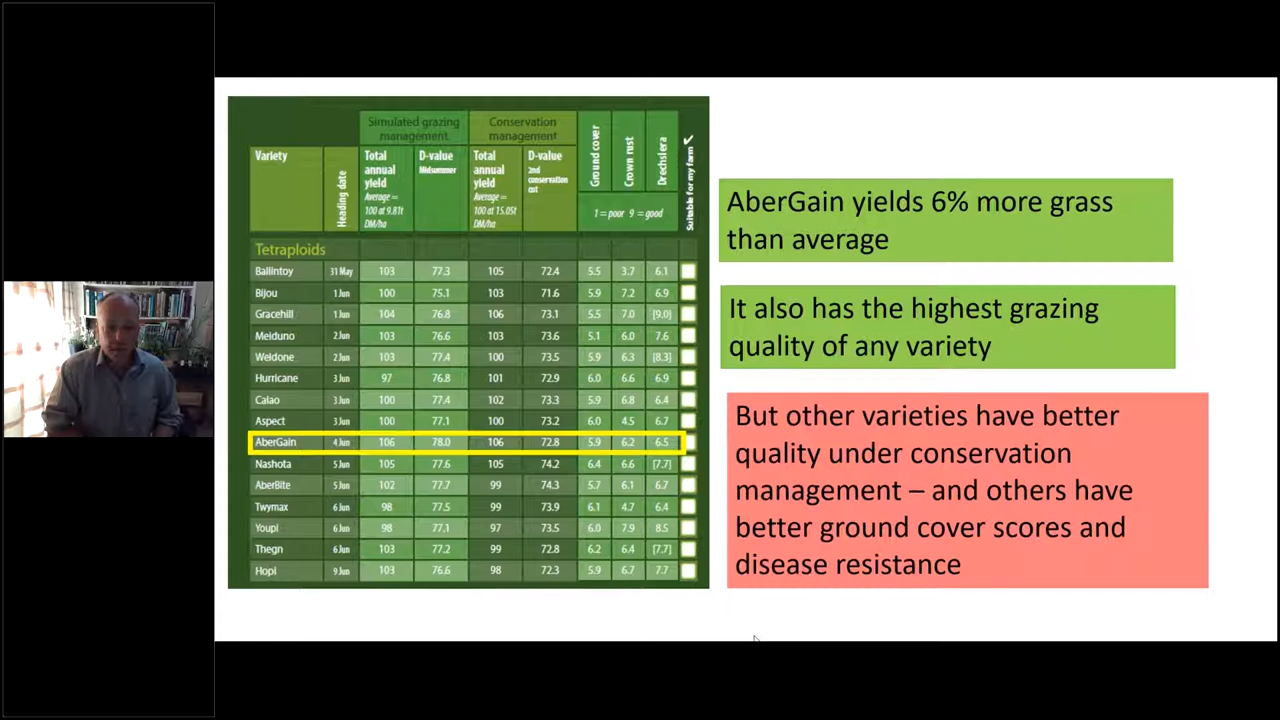 Simulated grazing management Conservation management
Variety
Heading date
Total annual yield
Average = 100 at 9.81t DM/ha
D-value
Midsummer
Total annual yield
Average = 100 at 15.05t DM/ha
D-value
2nd conservation cut
Ground cover
Crown rust
Drechslera
1 = poor 9 = good
Suitable for my farm ✓
Tetraploids
Ballintoy 31 May 103 77.3 105 72.4 5.5 3.7 6.1
Bijou 1 Jun 100 75.1 103 71.6 5.9 7.2 6.9
Gracehill 1 Jun 104 76.8 106 73.1 5.5 7.0 [9.0]
Meiduno 2 Jun 103 76.6 103 73.6 5.1 6.0 7.6
Weldone 2 Jun 103 77.4 100 73.5 5.9 6.3 [8.3]
Hurricane 3 Jun 97 76.8 101 72.9 6.0 6.6 6.9
Calao 3 Jun 100 77.4 102 73.3 5.9 6.8 6.4
Aspect 3 Jun 100 77.1 100 73.2 6.0 4.5 6.7
AberGain 4 Jun 106 78.0 106 72.8 5.9 6.2 6.5
Nashota 5 Jun 105 77.6 105 74.2 6.4 6.6 [7.7]
AberBite 5 Jun 102 77.7 99 74.3 5.7 6.1 6.7
Twymax 6 Jun 98 77.5 99 73.9 6.1 4.7 6.4
Youpi 6 Jun 98 77.1 97 73.5 6.0 7.9 8.5
Thegn 6 Jun 103 77.2 99 72.8 6.2 6.4 [7.7]
Hopi 9 Jun 103 76.6 98 72.3 5.9 6.7 7.7
AberGain yields 6% more grass
than average
It also has the highest grazing
quality of any variety
But other varieties have better
quality under conservation
management – and others have
better ground cover scores and
disease resistance